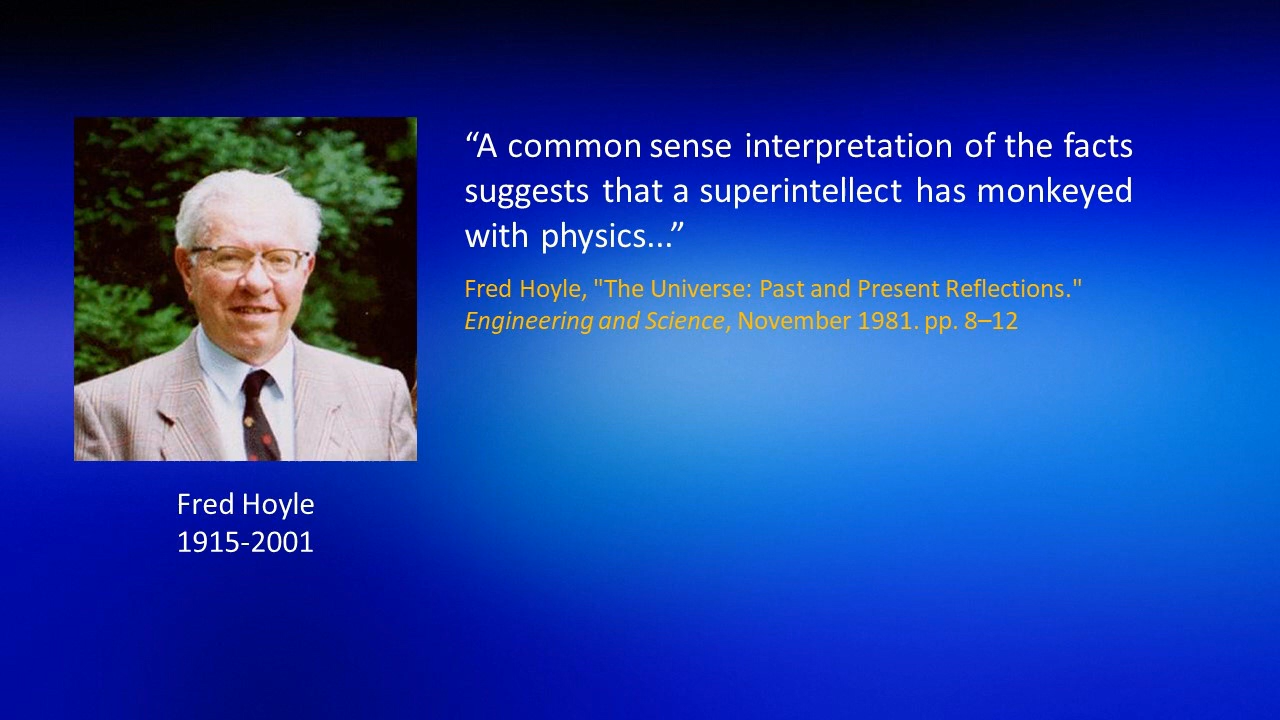 “A common sense interpretation of the facts
suggests that a superintellect has monkeyed
with physics...”
Fred Hoyle, "The Universe: Past and Present Reflections."
Engineering and Science, November 1981. pp. 8–12
Fred Hoyle
1915-2001